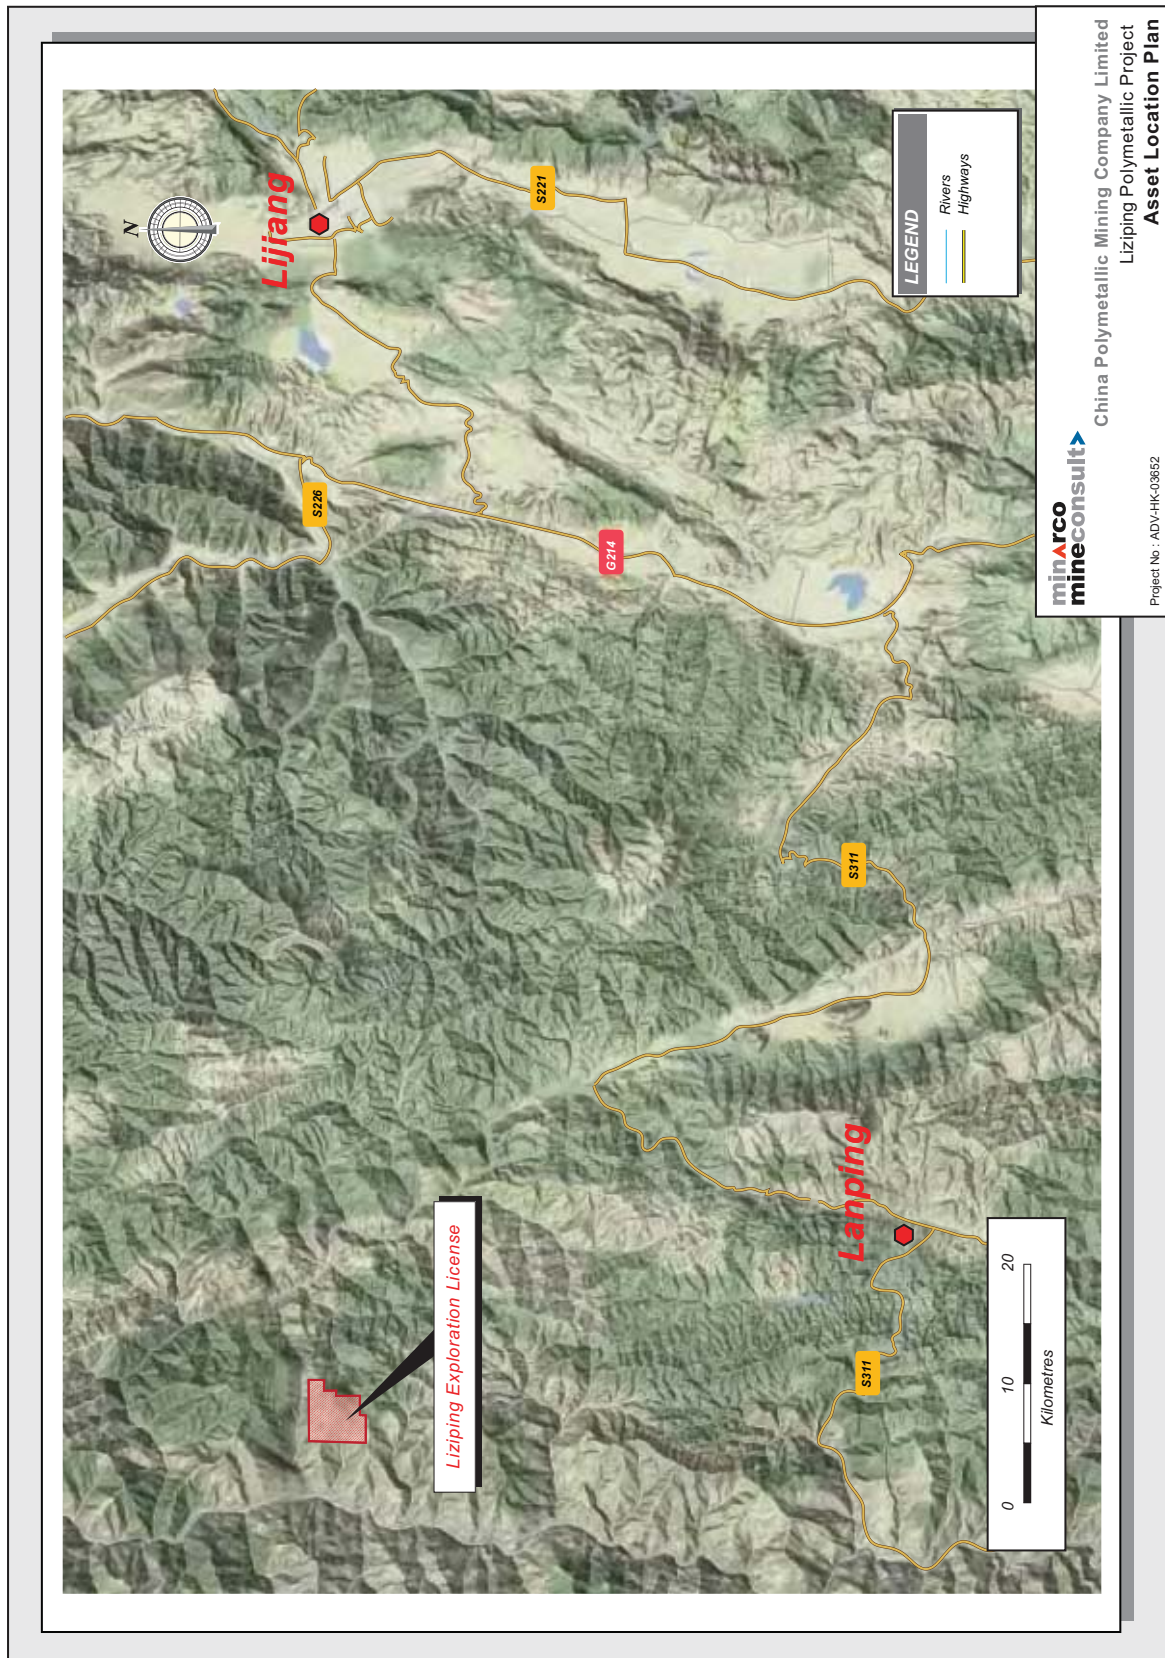 N
Lijiang
S221
S226
G214
S311
Lanping
S311
Liziping Exploration License
LEGEND
Rivers
Highways
0 10 20
Kilometres
minarco
mineconsult
China Polymetallic Mining Company Limited
Liziping Polymetallic Project
Asset Location Plan
Project No : ADV-HK-03652